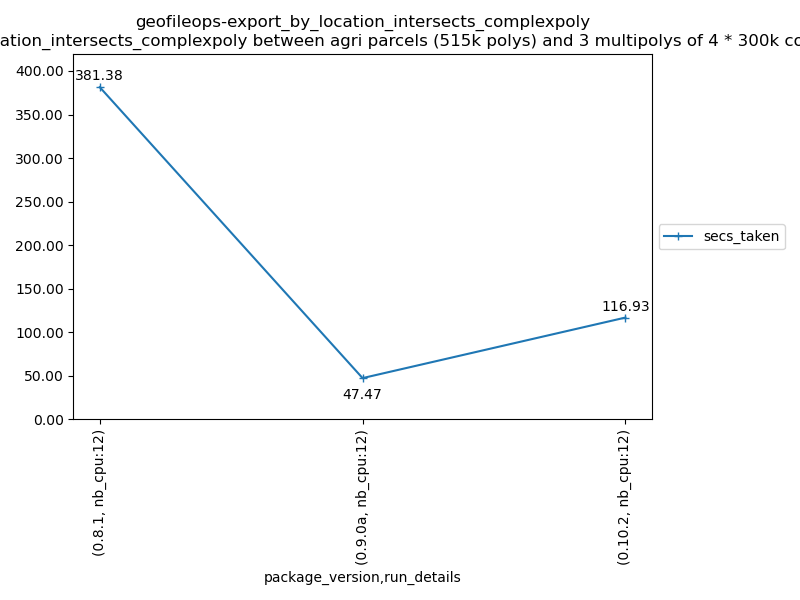 geofileops-export_by_location_intersects_complexpoly
ation_intersects_complexpoly between agri parcels (515k polys) and 3 multipolys of 4 * 300k co
400.00
350.00
300.00
250.00
200.00
150.00
100.00
50.00
0.00
381.38
47.47
116.93
secs_taken
(0.8.1, nb_cpu:12)
(0.9.0a, nb_cpu:12)
(0.10.2, nb_cpu:12)
package_version,run_details